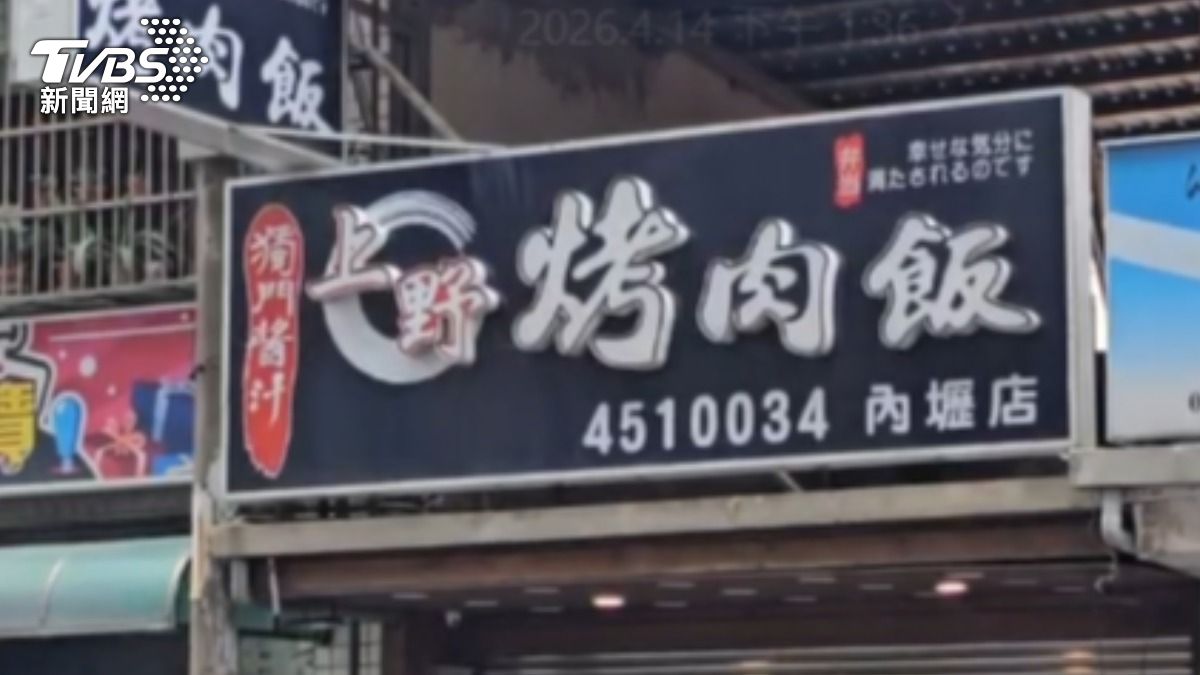 TVBS
新聞網
烤肉飯
2026.4.14 下午 1:36
獨門醬汁
上野
烤肉飯
弁当
幸せな気分に
満たされるのです
4510034 內壢店